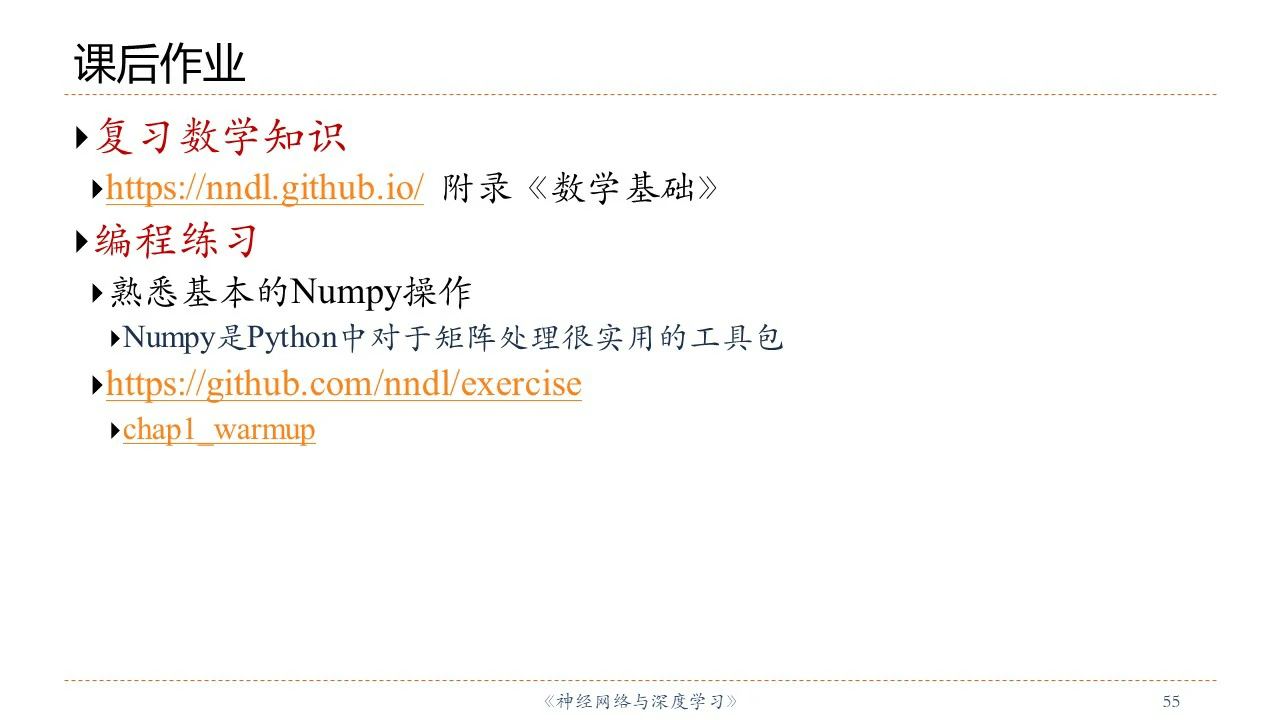 课后作业
复习数学知识
https://nndl.github.io/ 附录《数学基础》
编程练习
熟悉基本的Numpy操作
Numpy是Python中对于矩阵处理很实用的工具包
https://github.com/nndl/exercise
chap1_warmup
《神经网络与深度学习》 55